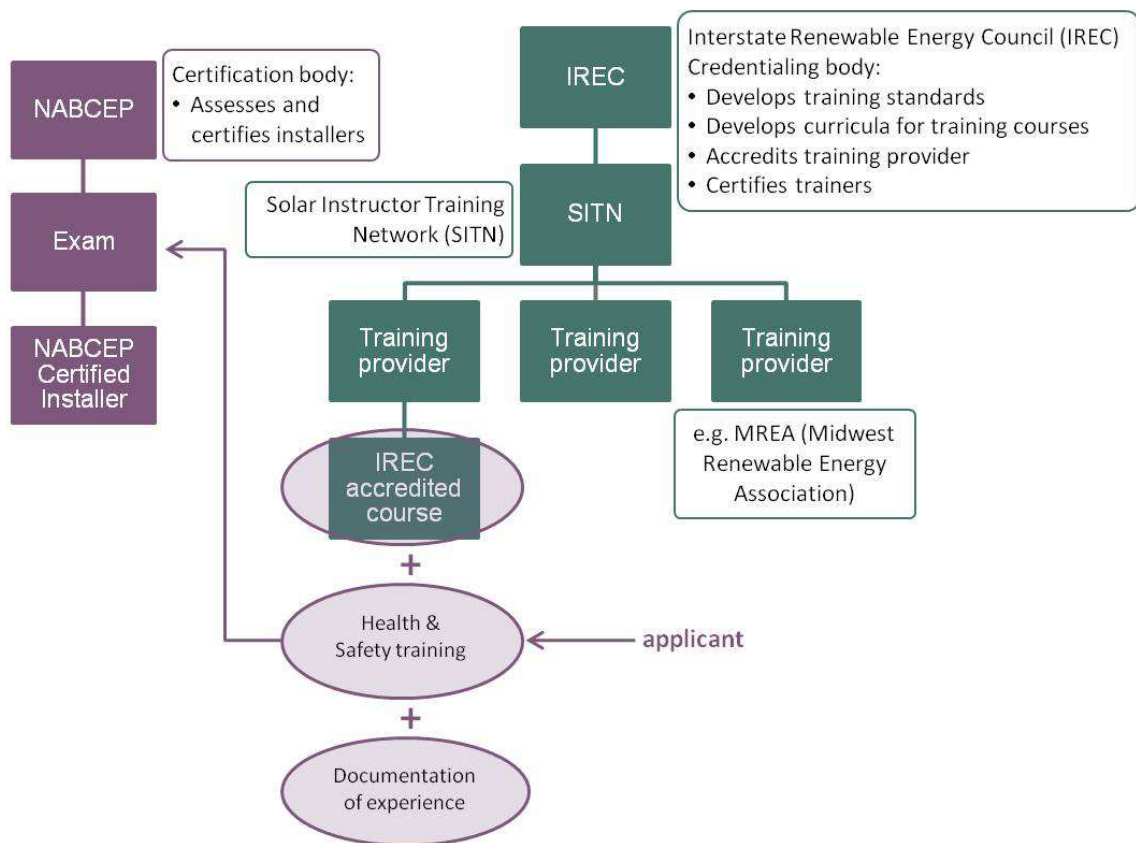 NABCEP
Certification body:
• Assesses and
certifies installers
IREC
Interstate Renewable Energy Council (IREC)
Credentialing body:
• Develops training standards
• Develops curricula for training courses
• Accredits training provider
• Certifies trainers
Exam
Solar Instructor Training
Network (SITN)
SITN
NABCEP
Certified
Installer
Training
provider
Training
provider
Training
provider
e.g. MREA (Midwest
Renewable Energy
Association)
IREC
accredited
course
+
Health &
Safety training
applicant
+
Documentation
of experience